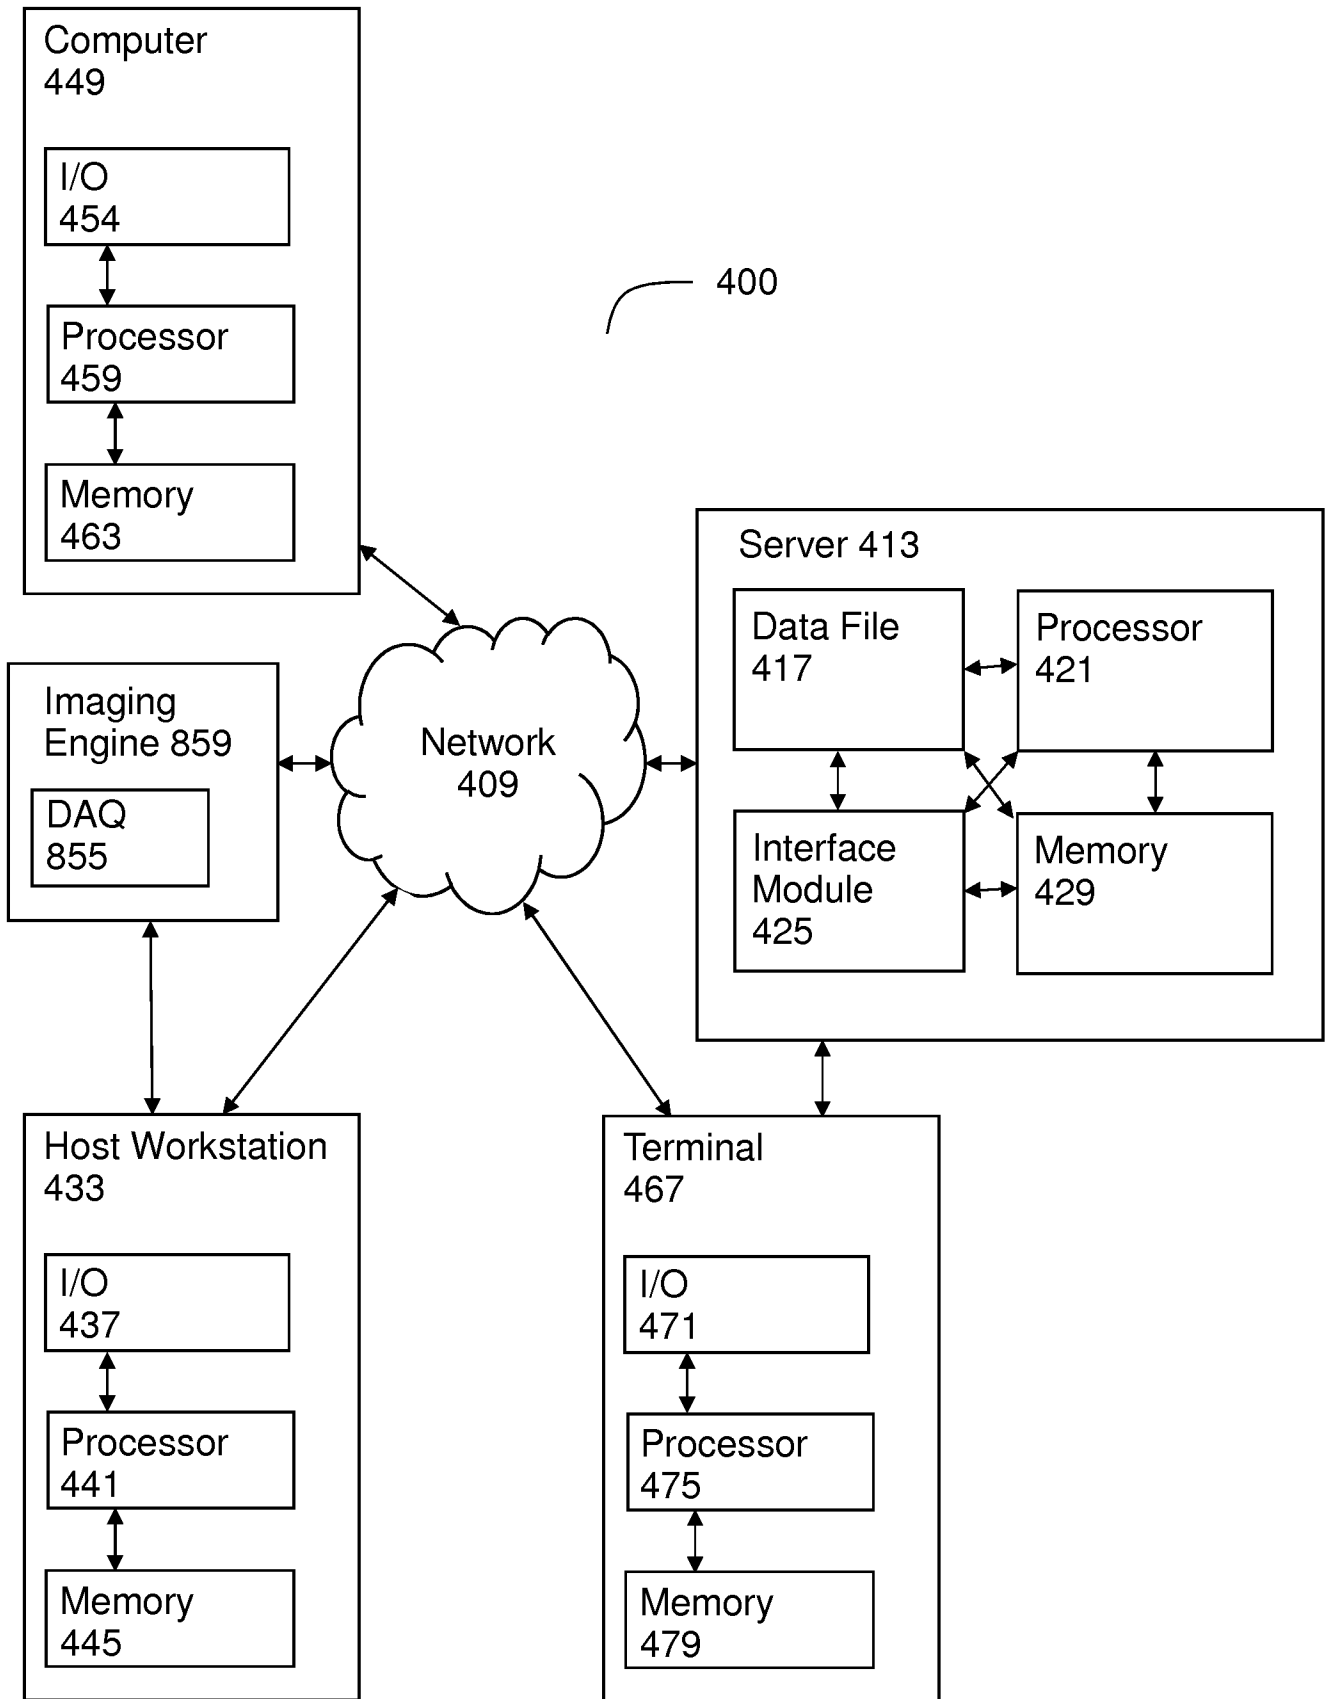 Computer
449
I/O
454
Processor
459
Memory
463
400
Server 413
Data File
417
Processor
421
Interface
Module
425
Memory
429
Imaging
Engine 859
DAQ
855
Network
409
Host Workstation
433
I/O
437
Processor
441
Memory
445
Terminal
467
I/O
471
Processor
475
Memory
479